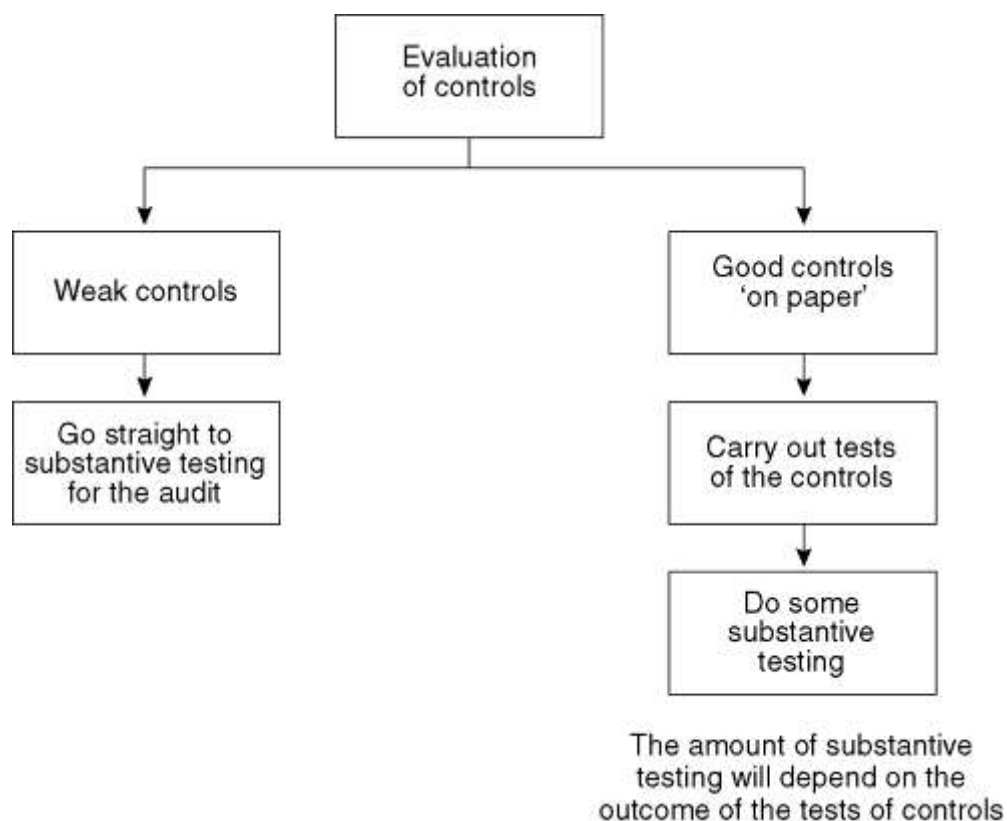 Evaluation
of controls
Weak controls
Good controls
‘on paper’
Go straight to
substantive testing
for the audit
Carry out tests
of the controls
Do some
substantive
testing
The amount of substantive
testing will depend on the
outcome of the tests of controls